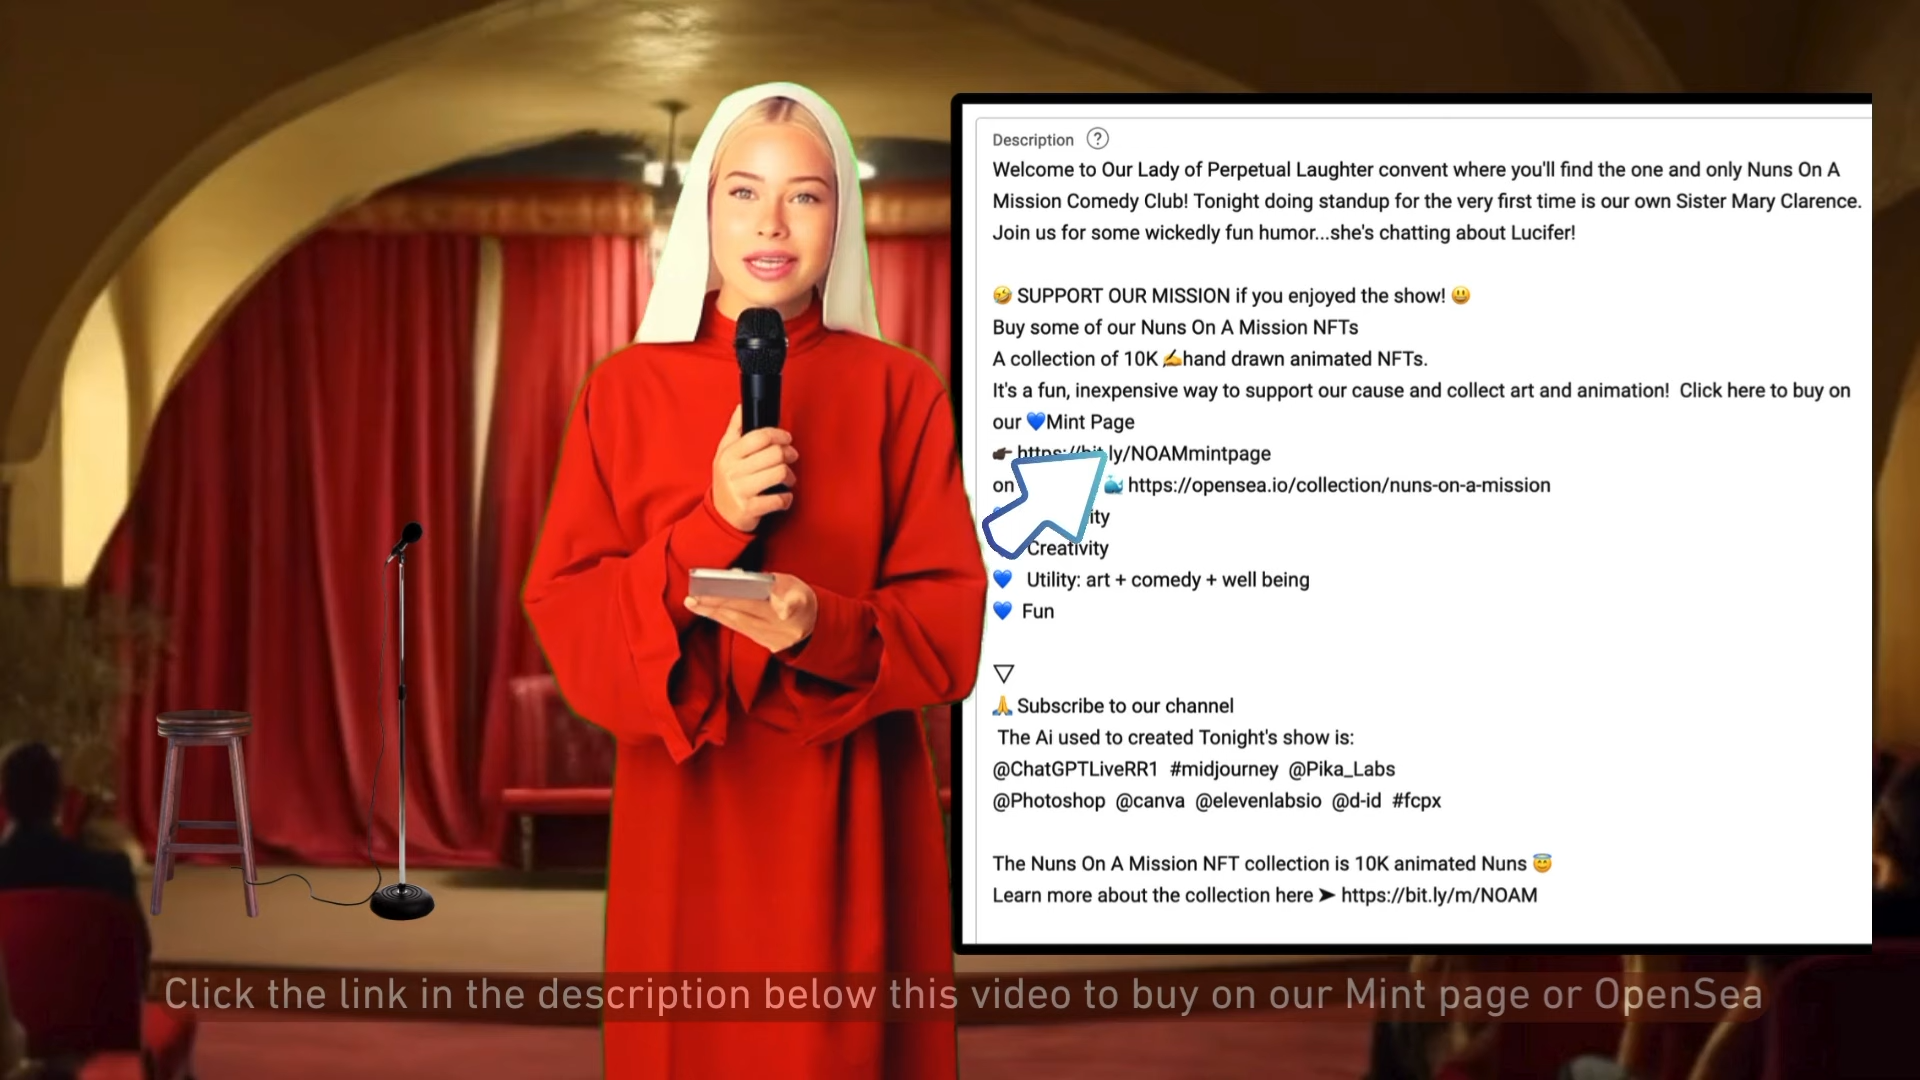 Description ?
Welcome to Our Lady of Perpetual Laughter convent where you'll find the one and only Nuns On A
Mission Comedy Club! Tonight doing standup for the very first time is our own Sister Mary Clarence.
Join us for some wickedly fun humor...she's chatting about Lucifer!
🤣 SUPPORT OUR MISSION if you enjoyed the show! 😃
Buy some of our Nuns On A Mission NFTs
A collection of 10K ✍hand drawn animated NFTs.
It's a fun, inexpensive way to support our cause and collect art and animation! Click here to buy on
our 💙Mint Page
https://bit.ly/NOAMmintpage
on 🐳 https://opensea.io/collection/nuns-on-a-mission
Creativity
💙 Utility: art + comedy + well being
💙 Fun
▽
🙏 Subscribe to our channel
The Ai used to created Tonight's show is:
@ChatGPTLiveRR1 #midjourney @Pika_Labs
@Photoshop @canva @elevenlabsio @d-id #fcpx
The Nuns On A Mission NFT collection is 10K animated Nuns 😇
Learn more about the collection here ➤ https://bit.ly/m/NOAM
Click the link in the description below this video to buy on our Mint page or OpenSea